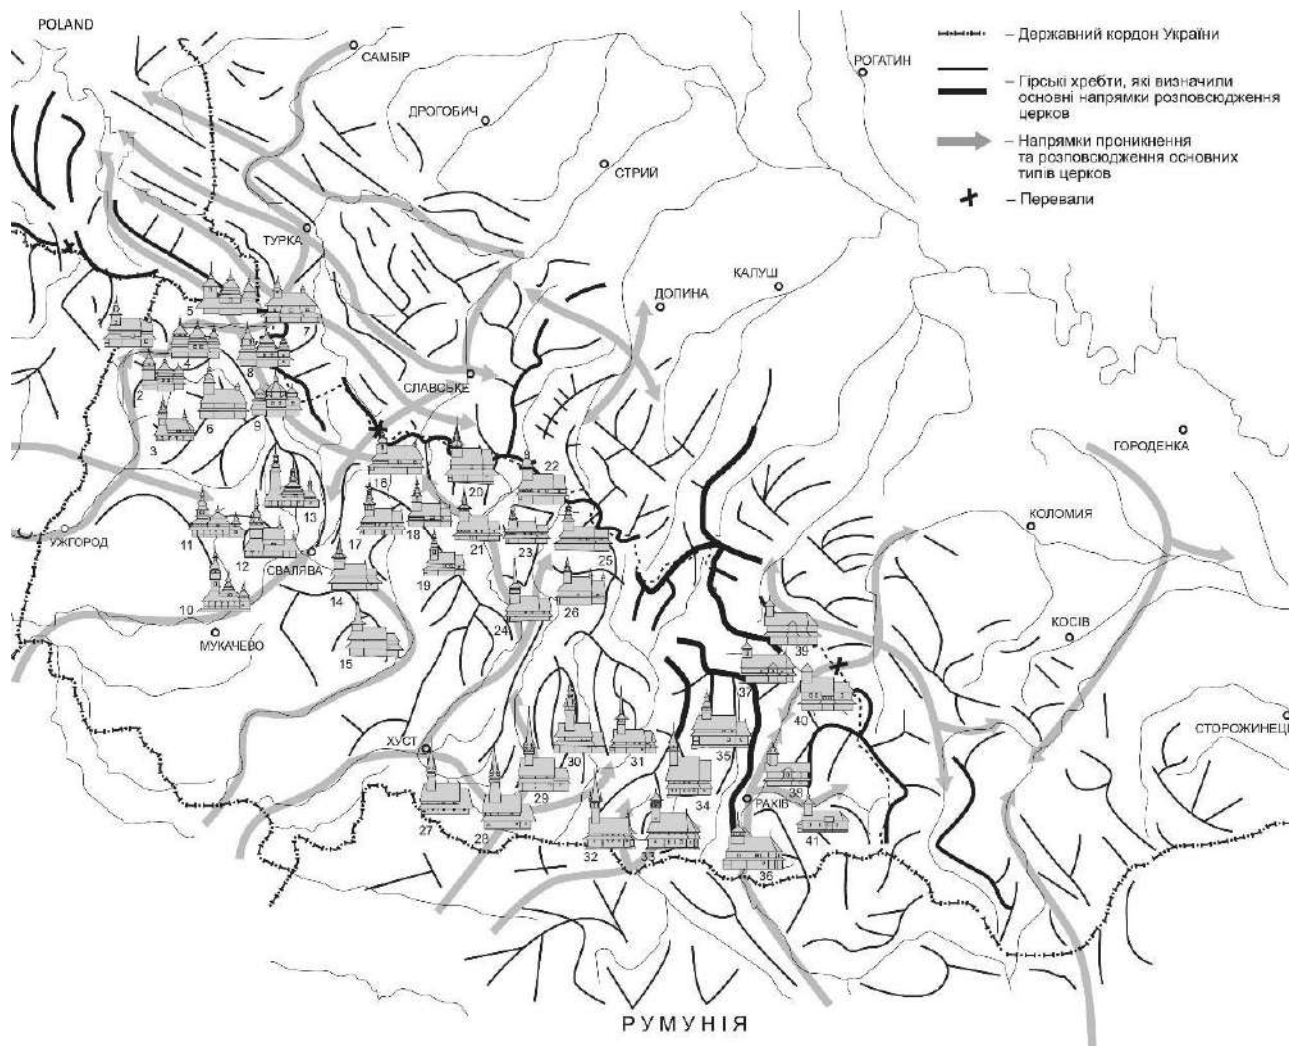 POLAND
САМБІР
ДРОГОБИЧ
СТРИЙ
РОГАТИН
– Державний кордон України
– Гірські хребти, які визначили
основні напрямки розповсюдження
церков
– Напрямки проникнення
та розповсюдження основних
типів церков
– Перевали
ТУРКА
КАЛУШ
ДОЛИНА
СЛАВСЬКЕ
ГОРОДЕНКА
КОЛОМИЯ
КОСІВ
СТОРОЖИНЕЦЬ
УЖГОРОД
СВАЛЯВА
МУКАЧЕВО
ХУСТ
РАХІВ
1
2
3
4
5
6
7
8
9
10
11
12
13
14
15
16
17
18
19
20
21
22
23
24
25
26
27
28
29
30
31
32
33
34
35
36
37
38
39
40
41
РУМУНІЯ